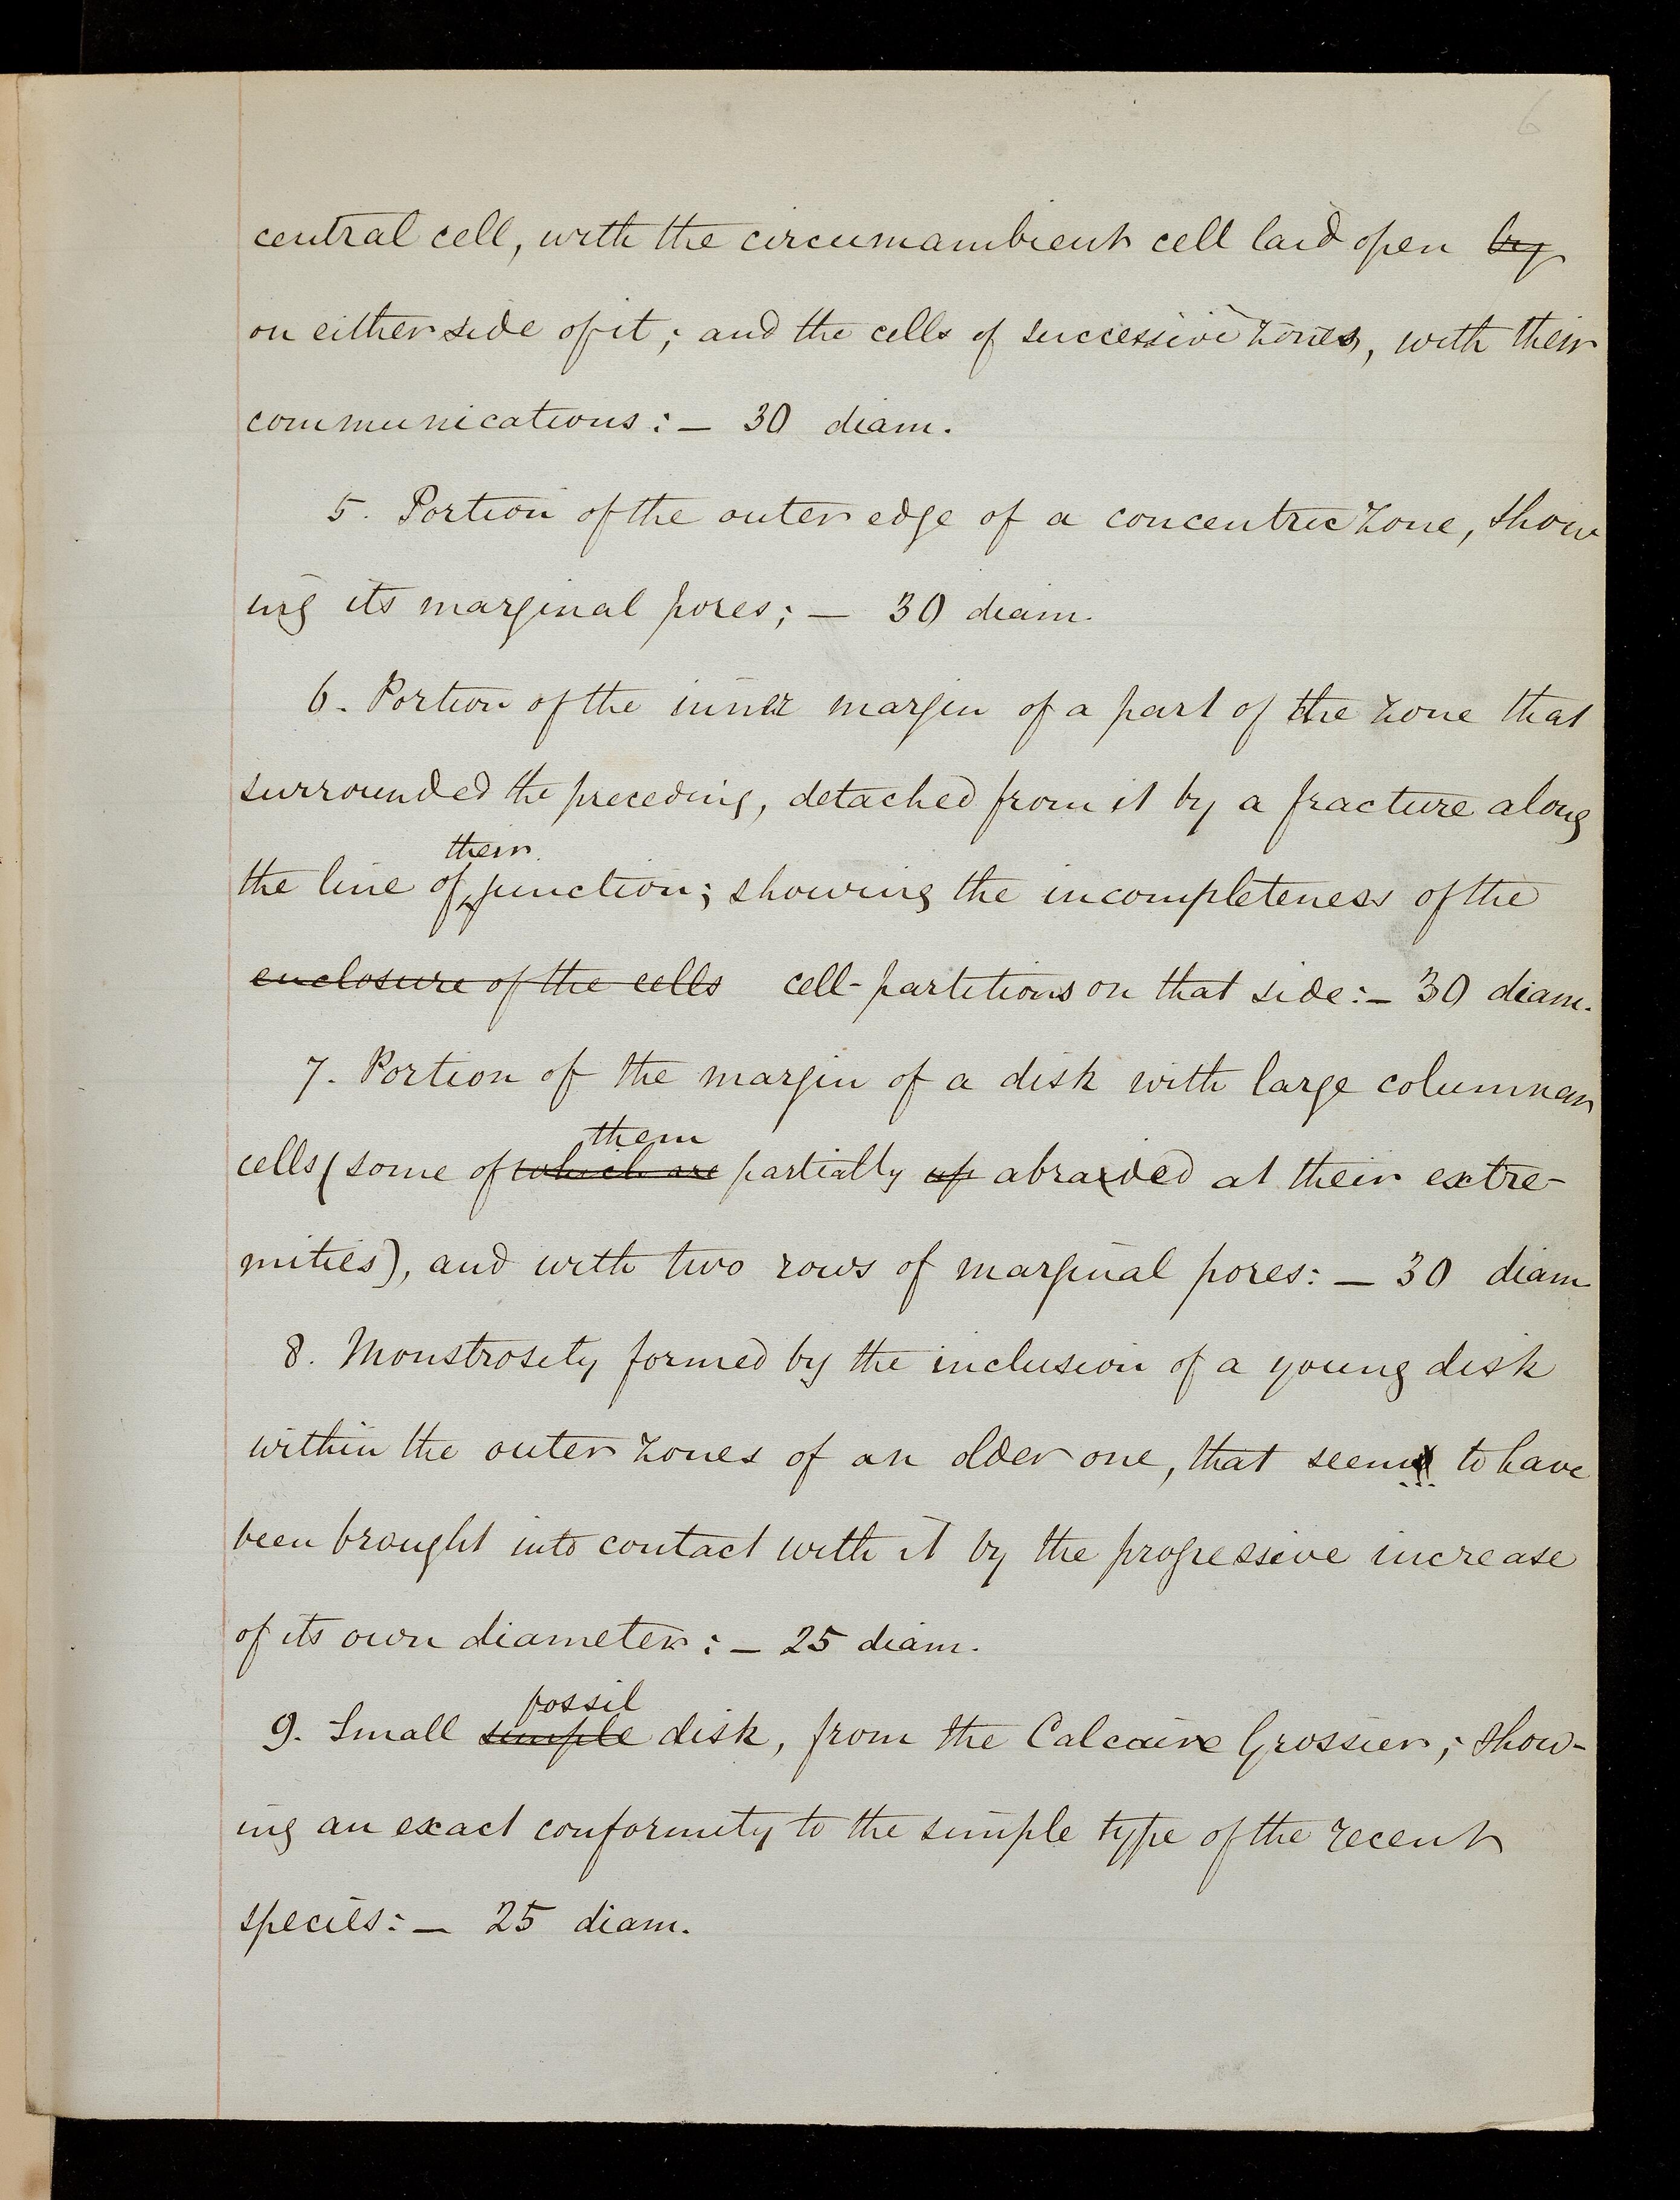 6
central cell, with the circumambient cell laid open by
on either side of it; and the cells of successive zones, with their
communications:— 30 diam.
5. Portion of the outer edge of a concentric zone, show
ing its marginal pores;— 30 diam.
6. Portion of the inner margin of a part of the zone that
surrounded the preceding, detached from it by a fracture along
their
the line of junction; showing the incompleteness of the
enclosure of the cells cell-partitions on that side:— 30 diam.
7. Portion of the margin of a disk with large columnar
them
cells (some of which are partially up abraded at their extre-
mities), and with two rows of marginal pores:— 30 diam
8. Monstrosity formed by the inclusion of a young disk
within the outer zones of an older one, that seems to have
been brought into contact with it by the progressive increase
of its own diameter:— 25 diam.
fossil
9. Small simple disk, from the Calcaire Grossier; show-
ing an exact conformity to the simple type of the recent
species:— 25 diam.